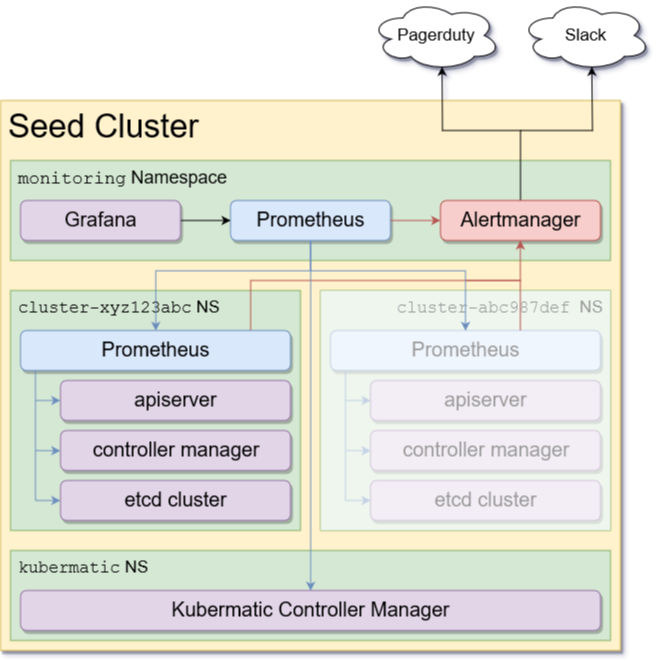 Pagerduty
Slack
Seed Cluster
monitoring Namespace
Grafana
Prometheus
Alertmanager
cluster-xyz123abc NS
cluster-abc987def NS
Prometheus
Prometheus
apiserver
apiserver
controller manager
controller manager
etcd cluster
etcd cluster
kubermatic NS
Kubermatic Controller Manager